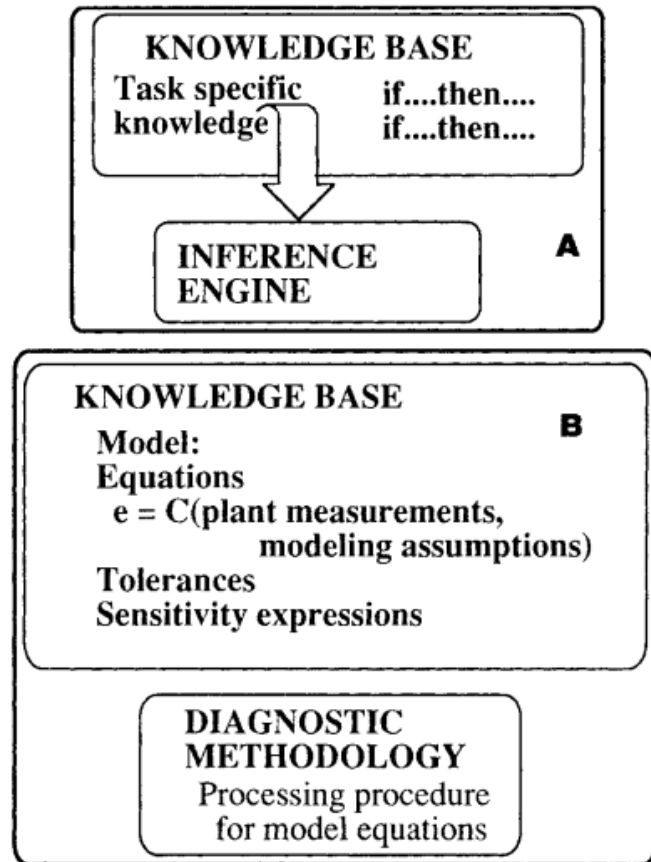 KNOWLEDGE BASE
Task specific if....then....
knowledge if....then....
INFERENCE
ENGINE
A
KNOWLEDGE BASE
B
Model:
Equations
e = C(plant measurements,
modeling assumptions)
Tolerances
Sensitivity expressions
DIAGNOSTIC
METHODOLOGY
Processing procedure
for model equations